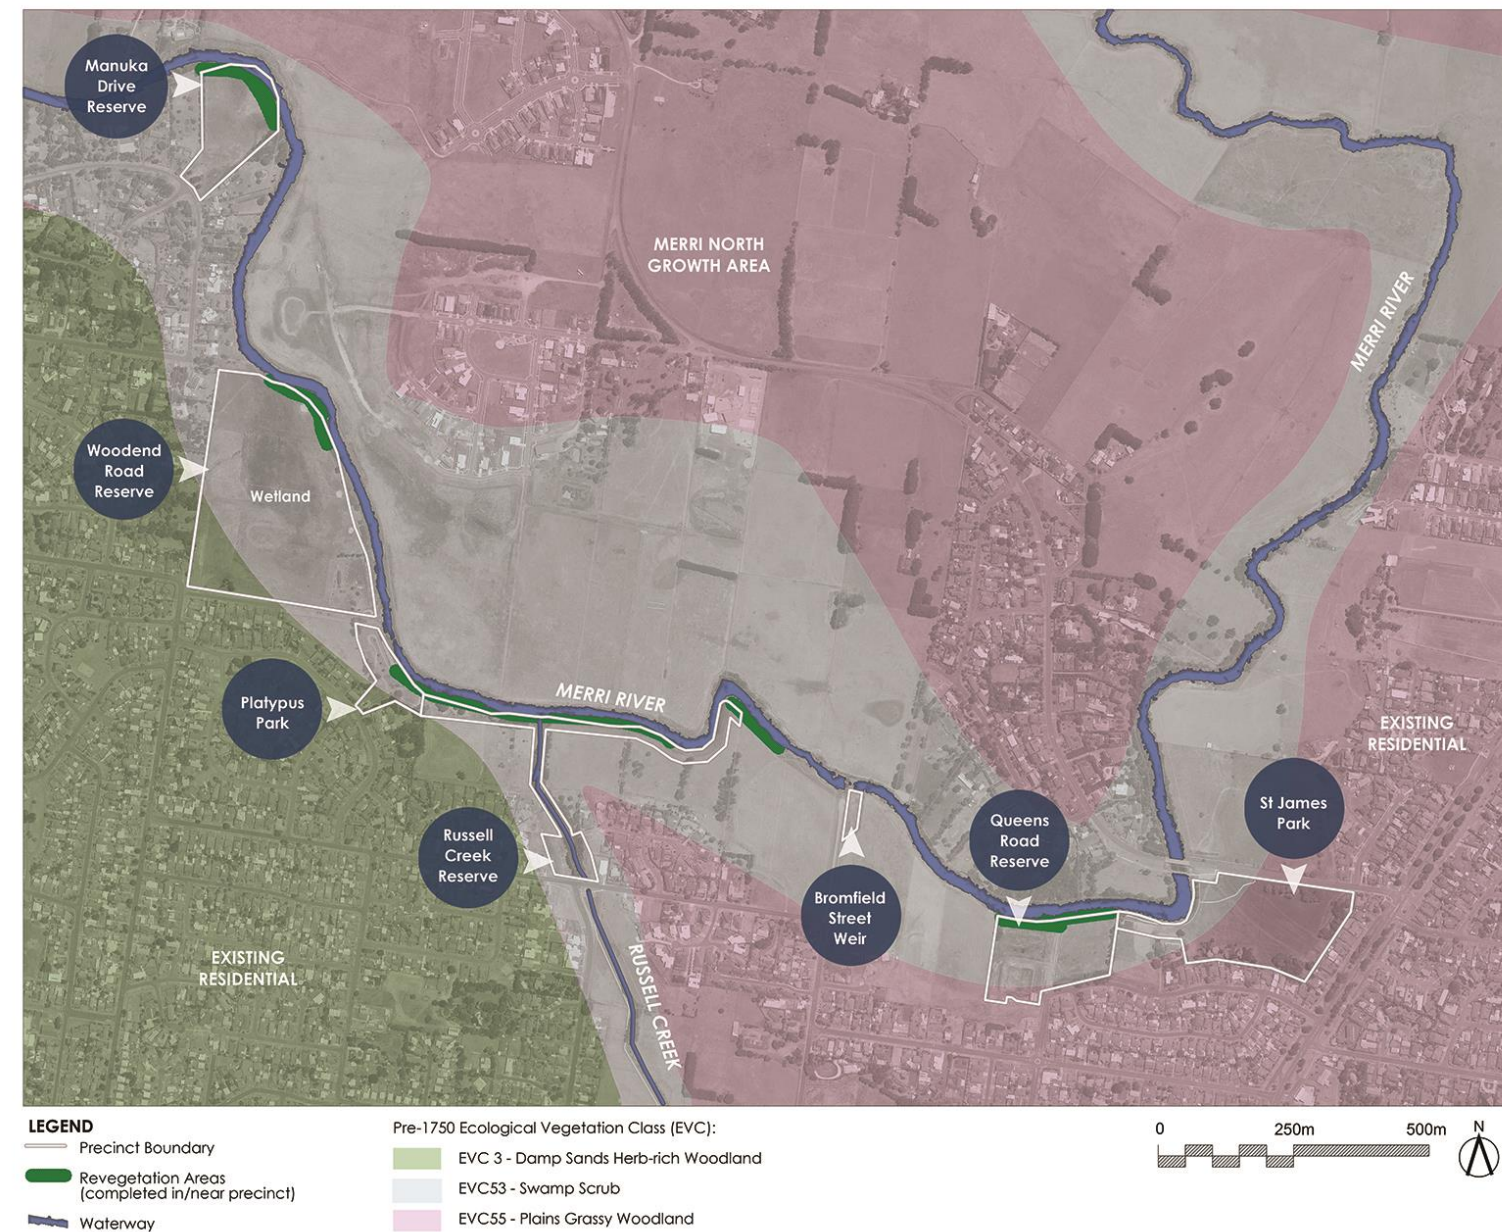 Manuka
Drive
Reserve
MERRI NORTH
GROWTH AREA
MERRI RIVER
Woodend
Road
Reserve
Wetland
Platypus
Park
MERRI RIVER
EXISTING
RESIDENTIAL
St James
Park
Queens
Road
Reserve
Russell
Creek
Reserve
Bromfield
Street
Weir
EXISTING
RESIDENTIAL
RUSSELL CREEK
LEGEND
Precinct Boundary
Revegetation Areas
(completed in/near precinct)
Waterway
Pre-1750 Ecological Vegetation Class (EVC):
EVC 3 - Damp Sands Herb-rich Woodland
EVC53 - Swamp Scrub
EVC55 - Plains Grassy Woodland
0 250m 500m
N